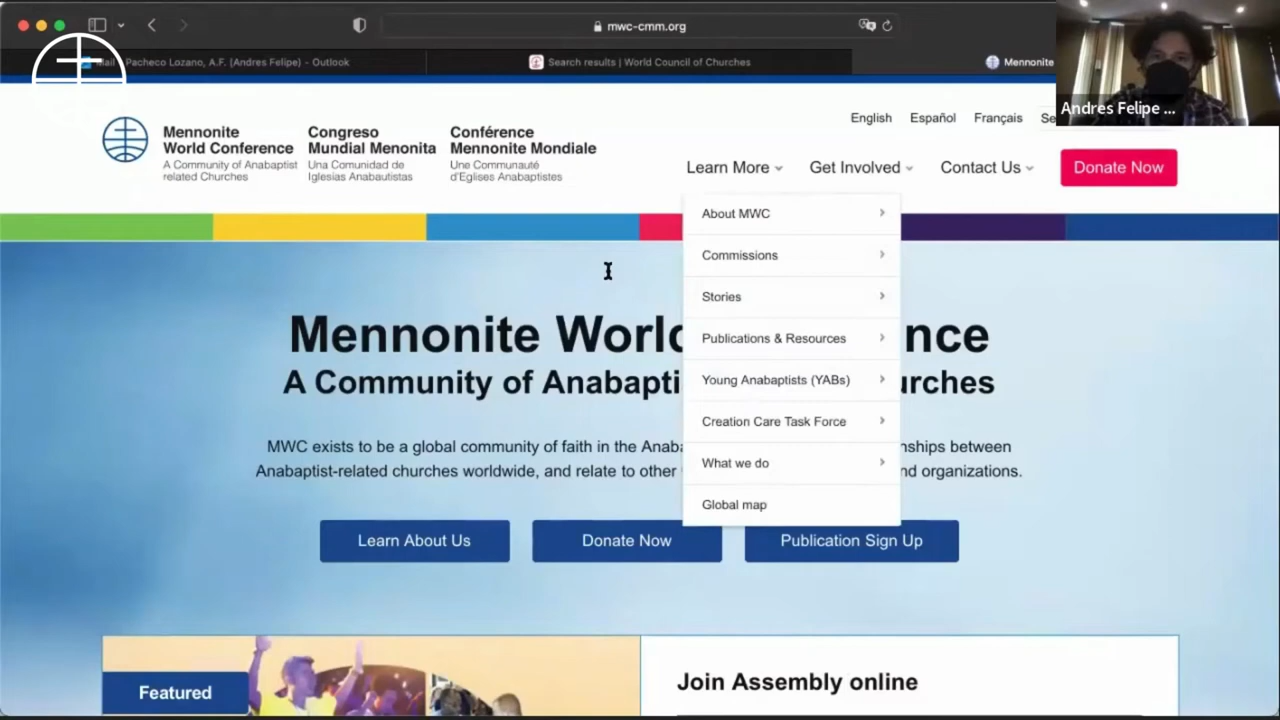 mwc-cmm.org
Pacheco Lozano, A.F. (Andres Felipe) – Outlook
Search results | World Council of Churches
Mennonite
Andres Felipe ...
English Español Français Se
Mennonite World Conference
A Community of Anabaptist related Churches
Congreso Mundial Menonita
Una Comunidad de Iglesias Anabautistas
Conférence Mennonite Mondiale
Une Communauté d'Eglises Anabaptistes
Learn More Get Involved Contact Us Donate Now
About MWC
Commissions
Stories
Publications & Resources
Young Anabaptists (YABs)
Creation Care Task Force
What we do
Global map
Mennonite World nce
A Community of Anabapti urches
MWC exists to be a global community of faith in the Anaba nships between
Anabaptist-related churches worldwide, and relate to other nd organizations.
Learn About Us Donate Now Publication Sign Up
Featured
Join Assembly online